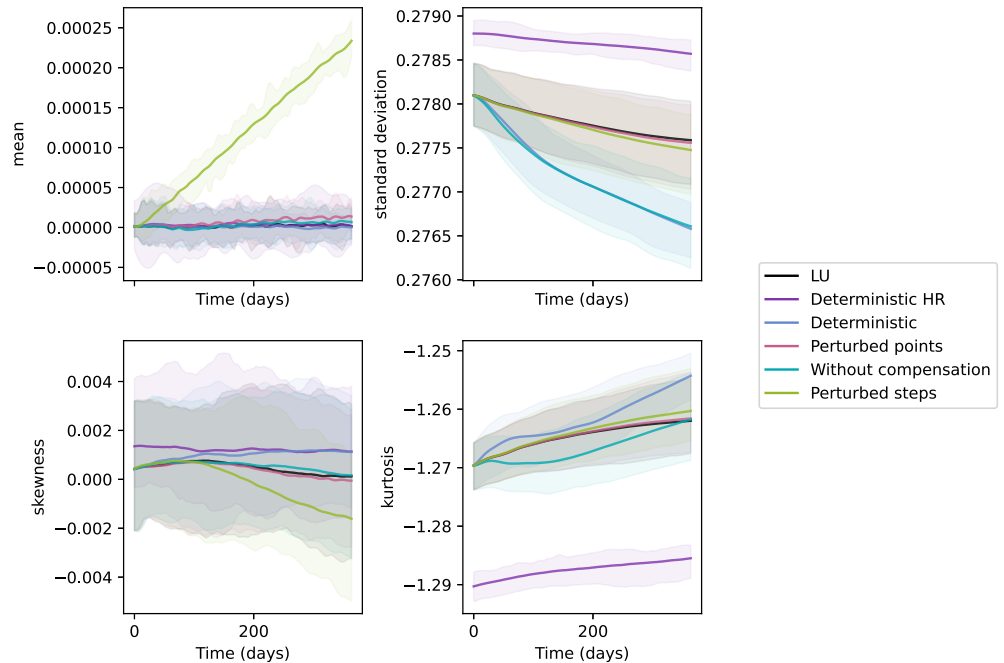 0.00025
0.00020
0.00015
0.00010
0.00005
0.00000
−0.00005
mean
Time (days)
0.2790
0.2785
0.2780
0.2775
0.2770
0.2765
0.2760
standard deviation
Time (days)
LU
Deterministic HR
Deterministic
Perturbed points
Without compensation
Perturbed steps
0.004
0.002
0.000
−0.002
−0.004
skewness
0
200
Time (days)
−1.25
−1.26
−1.27
−1.28
−1.29
kurtosis
0
200
Time (days)